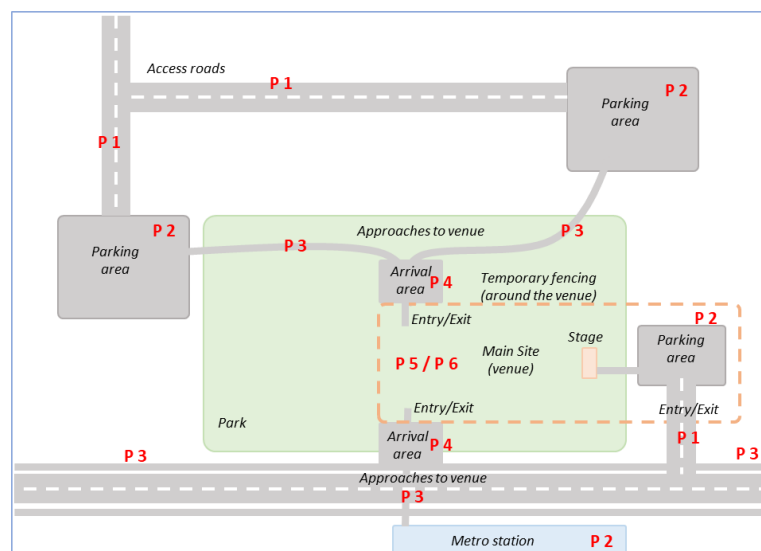 Access roads
P 1
P 2
Parking
area
P 1
P 2
Parking
area
Approaches to venue
P 3
P 3
Arrival
area
P 4
Temporary fencing
(around the venue)
Entry/Exit
P 2
Stage
Parking
area
P 5 / P 6
Main Site
(venue)
Entry/Exit
Entry/Exit
Park
Arrival
area
P 4
P 1
P 3
P 3
Approaches to venue
P 3
Metro station
P 2